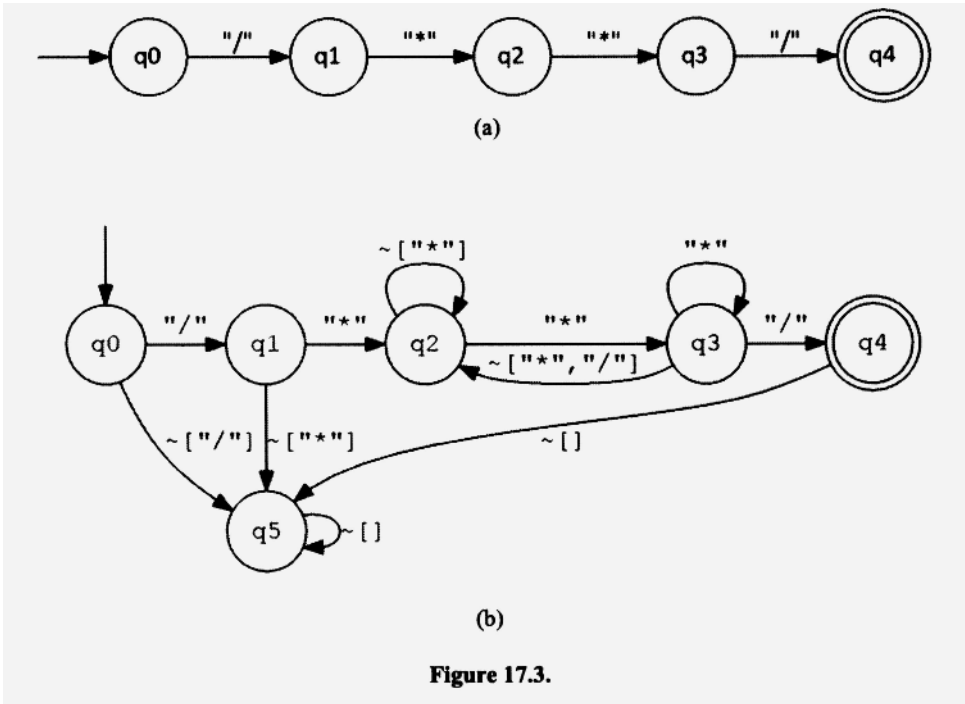 "/" "*" "*" "/"
q0 q1 q2 q3 q4
(a)
~["*"] "*"
"/" "*" "*" "/"
q0 q1 q2 q3 q4
~["*","/"]
~["/"] ~["*"] ~[]
q5 ~[]
(b)
Figure 17.3.